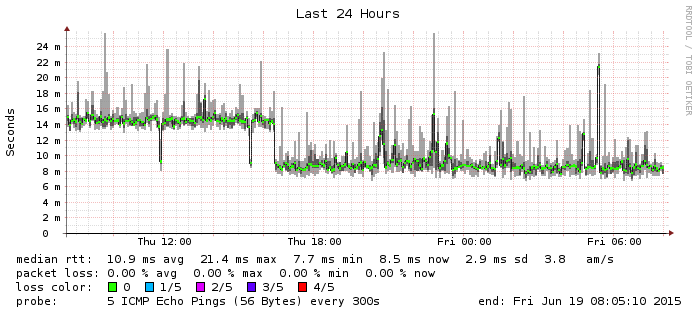 Last 24 Hours
RRDTOOL / TOBI OETIKER
Seconds
24 m
22 m
20 m
18 m
16 m
14 m
12 m
10 m
8 m
6 m
4 m
2 m
0
Thu 12:00 Thu 18:00 Fri 00:00 Fri 06:00
median rtt: 10.9 ms avg 21.4 ms max 7.7 ms min 8.5 ms now 2.9 ms sd 3.8 am/s
packet loss: 0.00 % avg 0.00 % max 0.00 % min 0.00 % now
loss color: 0 1/5 2/5 3/5 4/5
probe: 5 ICMP Echo Pings (56 Bytes) every 300s end: Fri Jun 19 08:05:10 2015